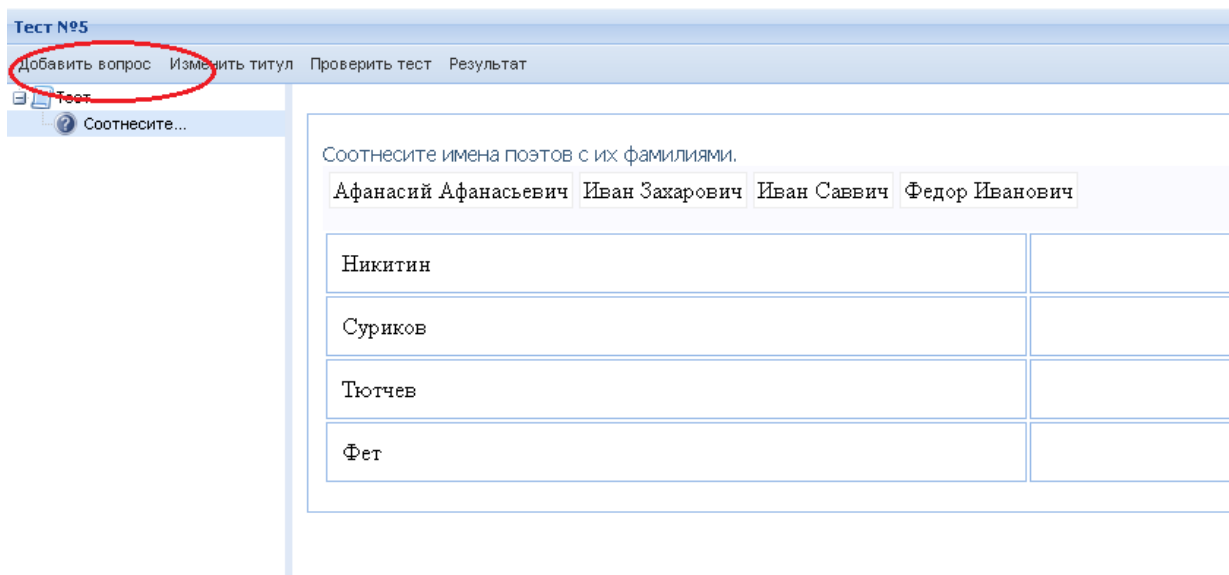 Тест №5
Добавить вопрос Изменить титул Проверить тест Результат
Тест
Соотнесите...
Соотнесите имена поэтов с их фамилиями.
Афанасий Афанасьевич Иван Захарович Иван Саввич Федор Иванович
Никитин
Суриков
Тютчев
Фет